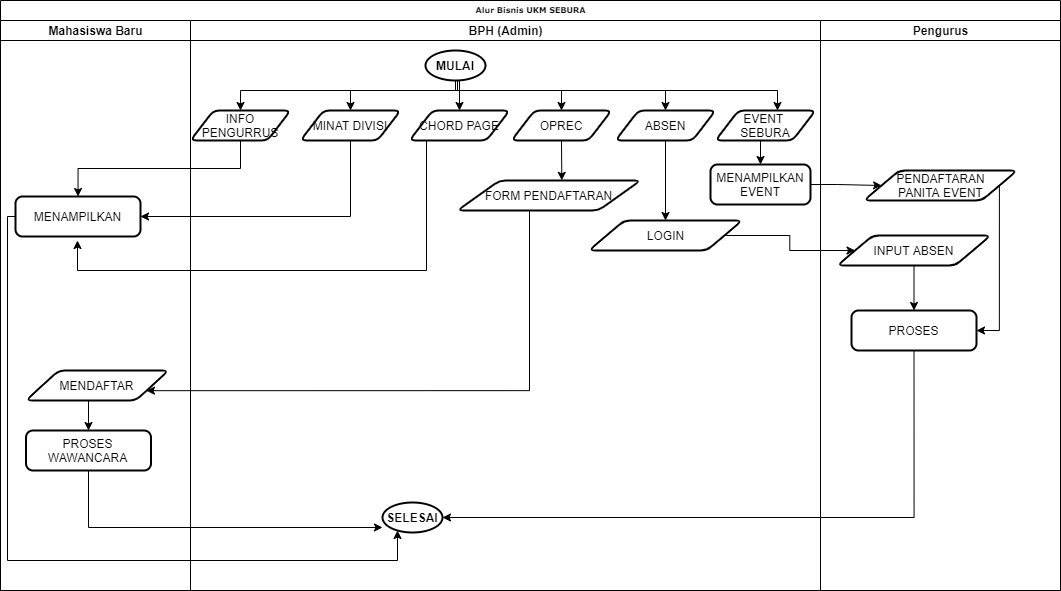 Alur Bisnis UKM SEBURA
Mahasiswa Baru
BPH (Admin)
Pengurus
MULAI
INFO
PENGURRUS
MINAT DIVISI
CHORD PAGE
OPREC
ABSEN
EVENT
SEBURA
MENAMPILKAN
EVENT
PENDAFTARAN
PANITA EVENT
FORM PENDAFTARAN
MENAMPILKAN
LOGIN
INPUT ABSEN
PROSES
MENDAFTAR
PROSES
WAWANCARA
SELESAI